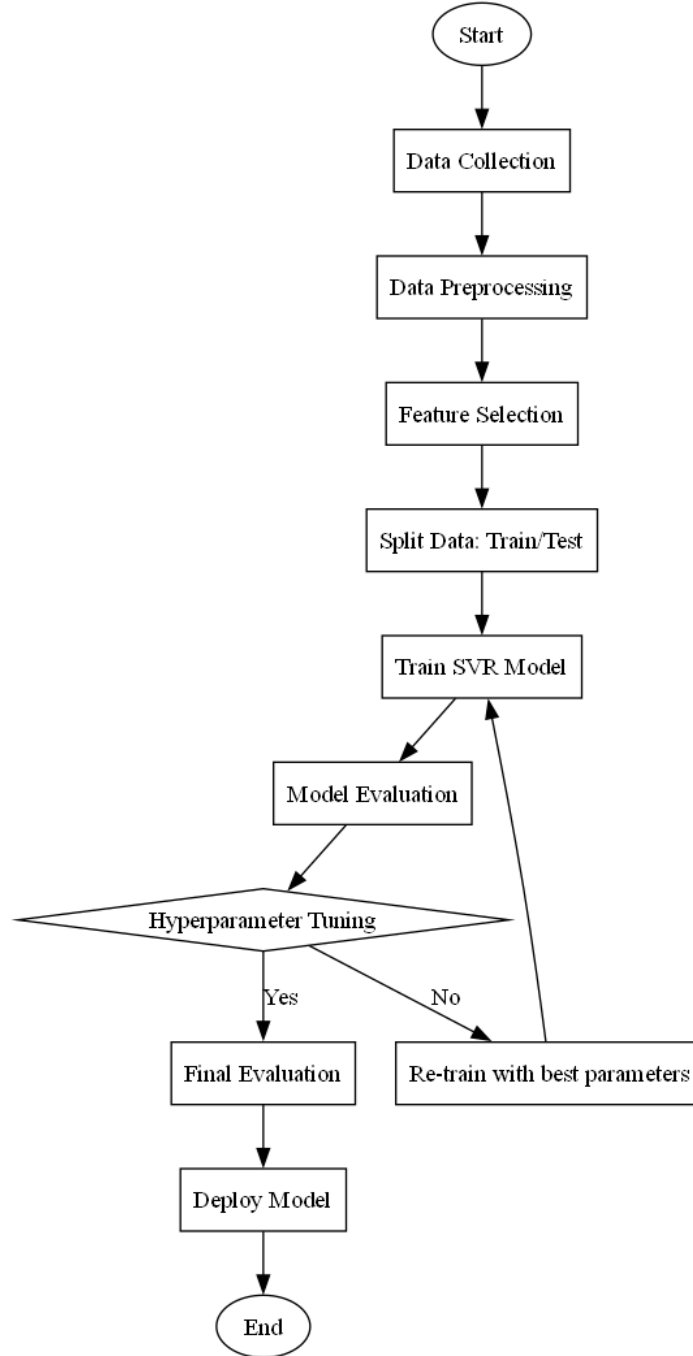 Start
Data Collection
Data Preprocessing
Feature Selection
Split Data: Train/Test
Train SVR Model
Model Evaluation
Hyperparameter Tuning
Yes
No
Final Evaluation
Re-train with best parameters
Deploy Model
End